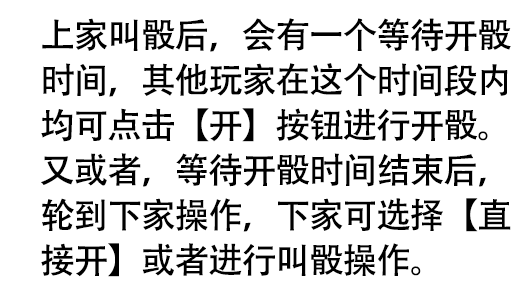 上家叫骰后，会有一个等待开骰
时间，其他玩家在这个时间段内
均可点击【开】按钮进行开骰。
又或者，等待开骰时间结束后，
轮到下家操作，下家可选择【直
接开】或者进行叫骰操作。